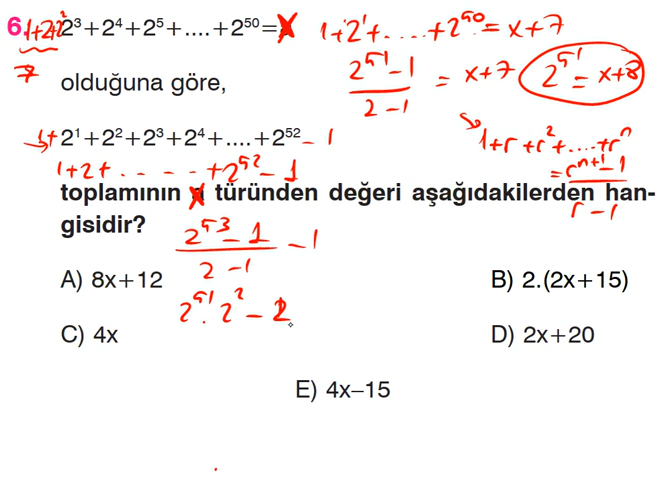 6. 1+2+2² 2³+2⁴+2⁵+....+2⁵⁰=x 1+2¹+....+2⁵⁰=x+7
7
2⁵¹-1 / 2-1 = x+7 2⁵¹=x+8
olduğuna göre,
1+2¹+2²+2³+2⁴+....+2⁵²-1 1+r+r²+....+rⁿ
1+2+......+2⁵²-1 =rⁿ⁺¹-1 / r-1
toplamının x türünden değeri aşağıdakilerden han-
gisidir?
2⁵³-1 / 2-1 -1
A) 8x+12 B) 2.(2x+15)
2⁵¹.2²-2
C) 4x D) 2x+20
E) 4x–15